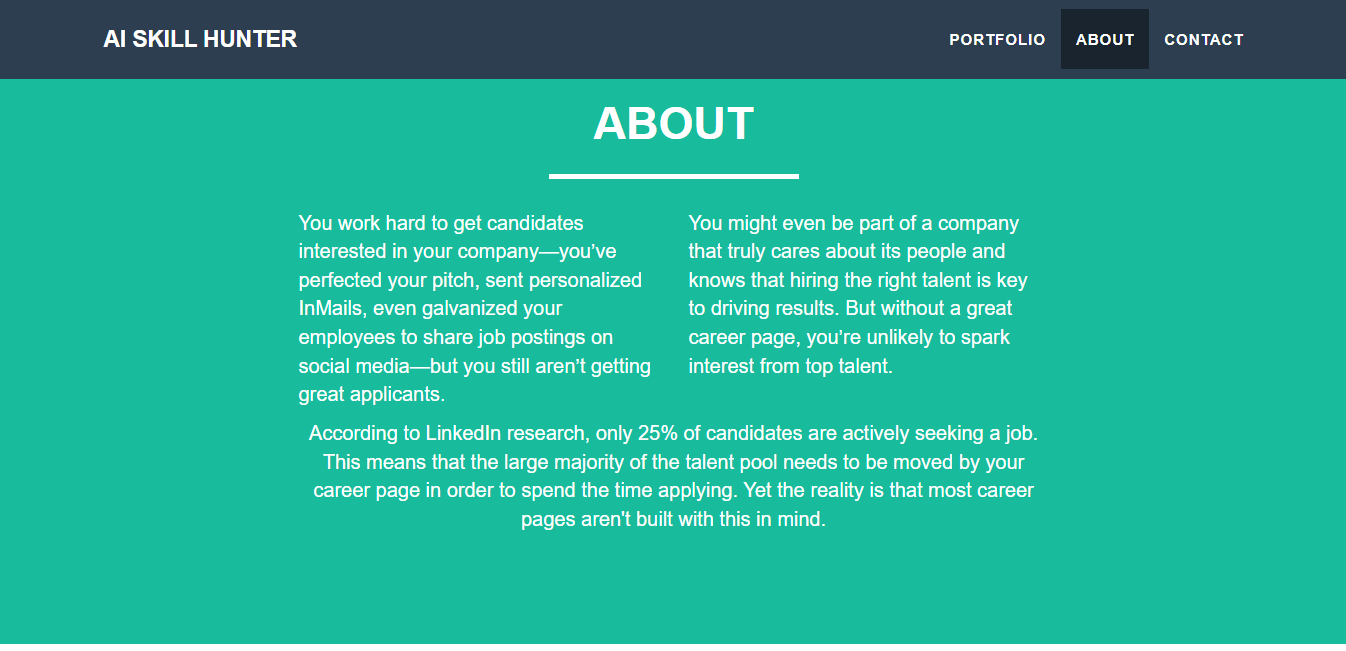 AI SKILL HUNTER
PORTFOLIO
ABOUT
CONTACT
ABOUT
You work hard to get candidates
interested in your company—you’ve
perfected your pitch, sent personalized
InMails, even galvanized your
employees to share job postings on
social media—but you still aren’t getting
great applicants.
You might even be part of a company
that truly cares about its people and
knows that hiring the right talent is key
to driving results. But without a great
career page, you’re unlikely to spark
interest from top talent.
According to LinkedIn research, only 25% of candidates are actively seeking a job.
This means that the large majority of the talent pool needs to be moved by your
career page in order to spend the time applying. Yet the reality is that most career
pages aren't built with this in mind.